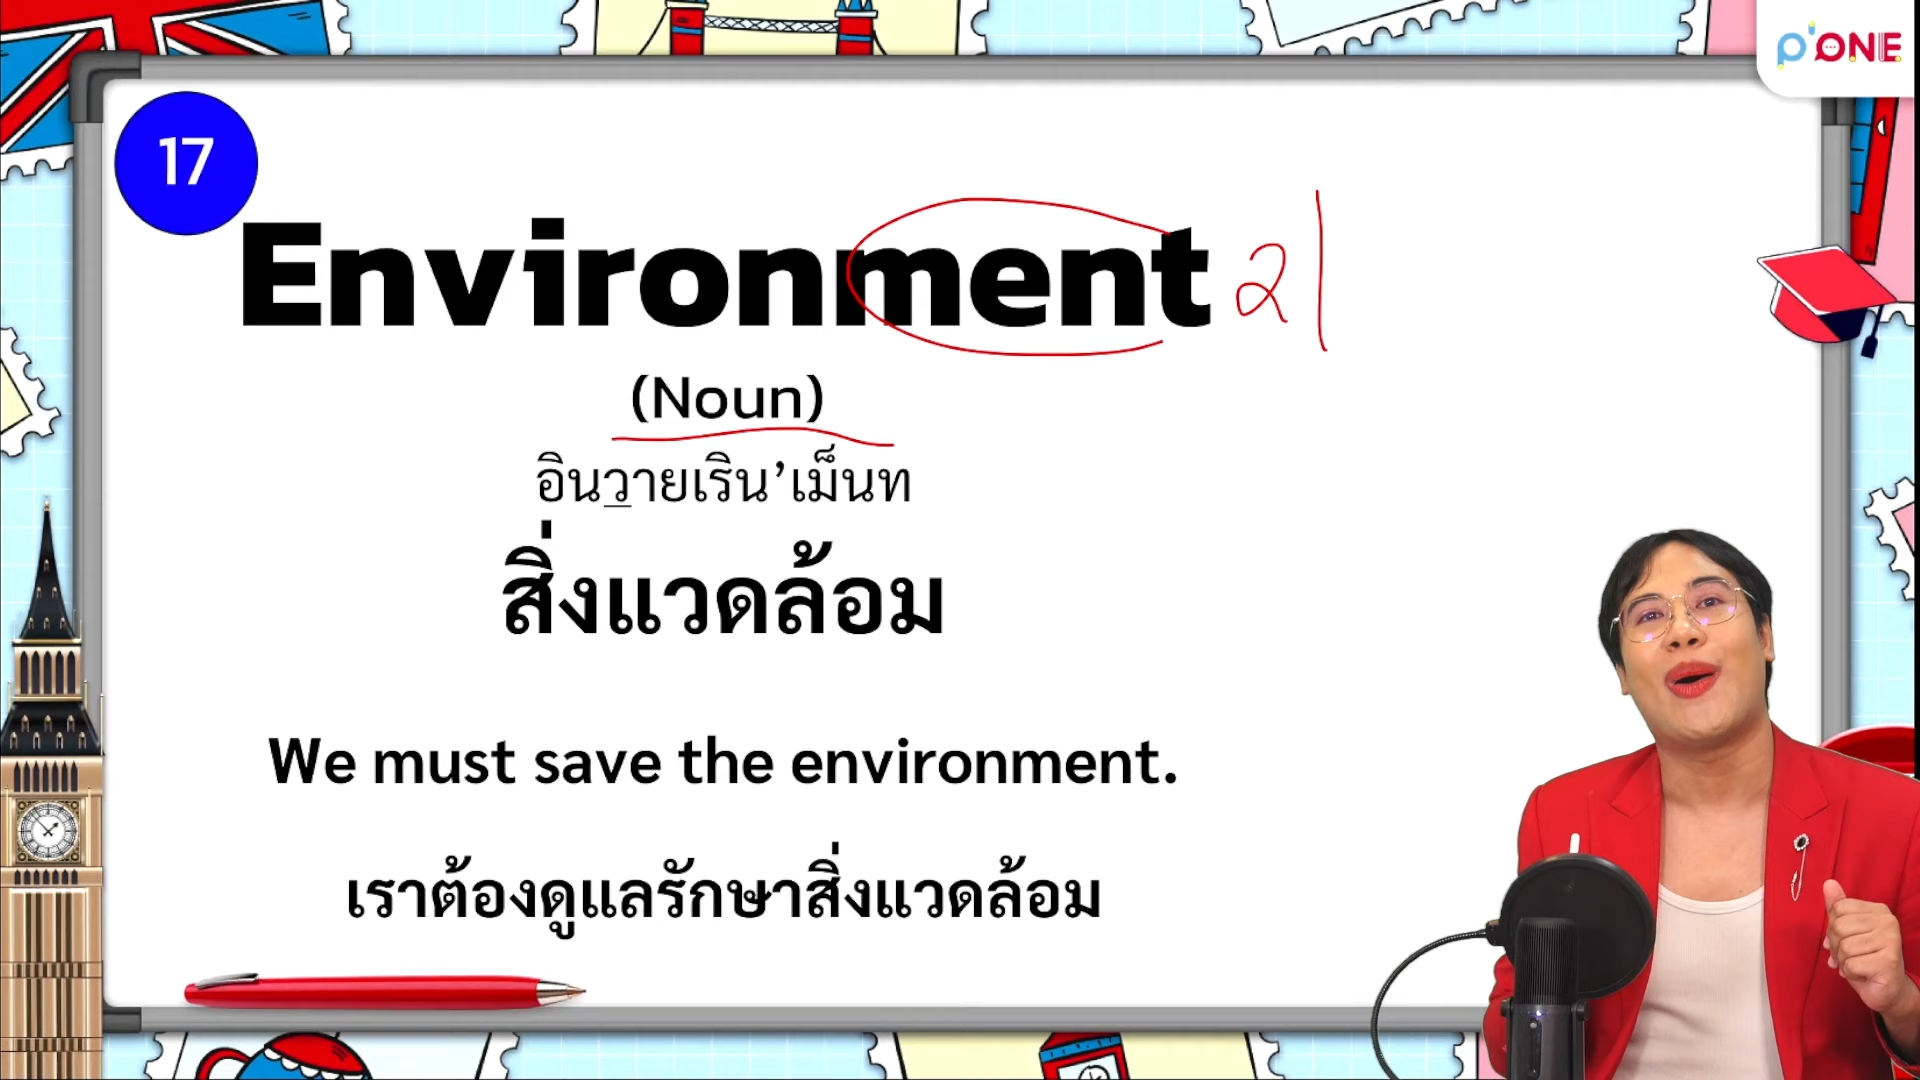 P'ONE
17
Environment 21
(Noun)
อินวายเริน’เม็นท
สิ่งแวดล้อม
We must save the environment.
เราต้องดูแลรักษาสิ่งแวดล้อม